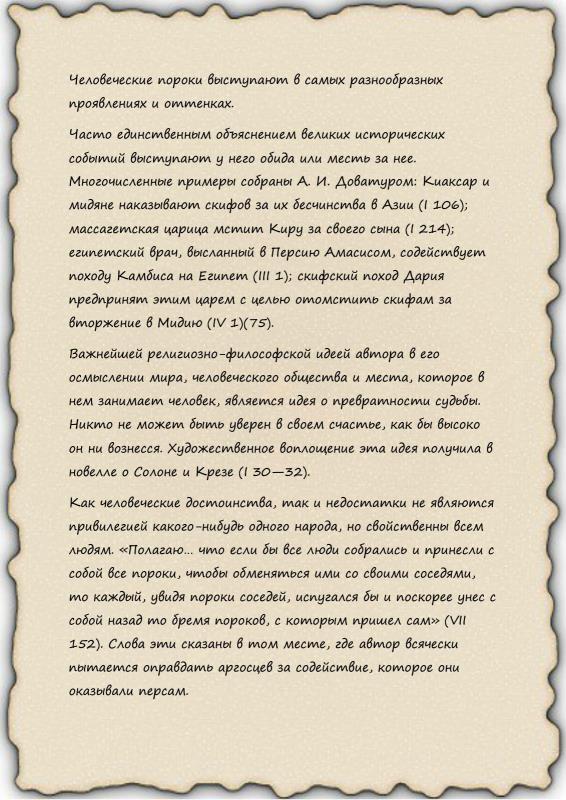 Человеческие пороки выступают в самых разнообразных
проявлениях и оттенках.
Часто единственным объяснением великих исторических
событий выступают у него обида или месть за нее.
Многочисленные примеры собраны А. И. Доватуром: Киаксар и
мидяне наказывают скифов за их бесчинства в Азии (I 106);
массагетская царица мстит Киру за своего сына (I 214);
египетский врач, высланный в Персию Амасисом, содействует
походу Камбиса на Египет (III 1); скифский поход Дария
предпринят этим царем с целью отомстить скифам за
вторжение в Мидию (IV 1)(75).
Важнейшей религиозно-философской идеей автора в его
осмыслении мира, человеческого общества и места, которое в
нем занимает человек, является идея о превратности судьбы.
Никто не может быть уверен в своем счастье, как бы высоко
он ни вознесся. Художественное воплощение эта идея получила в
новелле о Солоне и Крезе (I 30—32).
Как человеческие достоинства, так и недостатки не являются
привилегией какого-нибудь одного народа, но свойственны всем
людям. «Полагаю... что если бы все люди собрались и принесли с
собой все пороки, чтобы обменяться ими со своими соседями,
то каждый, увидя пороки соседей, испугался бы и поскорее унес с
собой назад то бремя пороков, с которым пришел сам» (VII
152). Слова эти сказаны в том месте, где автор всячески
пытается оправдать аргосцев за содействие, которое они
оказывали персам.